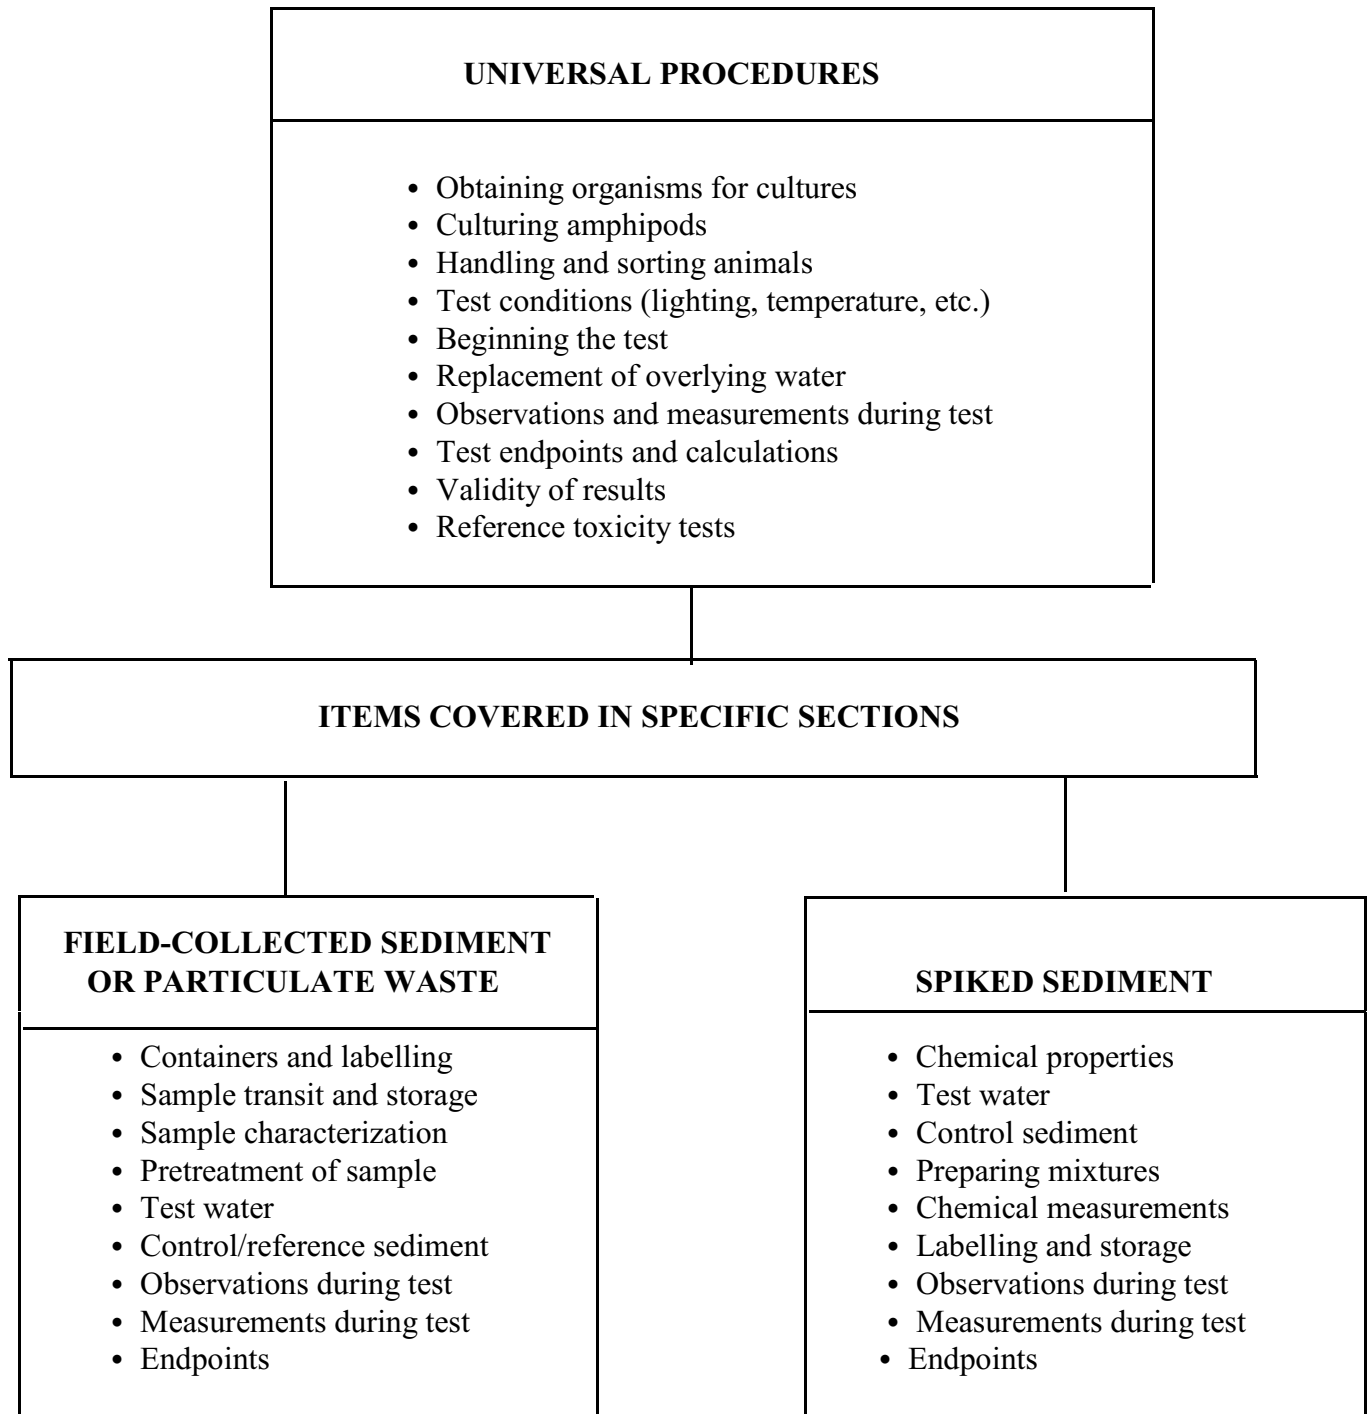 UNIVERSAL PROCEDURES
• Obtaining organisms for cultures
• Culturing amphipods
• Handling and sorting animals
• Test conditions (lighting, temperature, etc.)
• Beginning the test
• Replacement of overlying water
• Observations and measurements during test
• Test endpoints and calculations
• Validity of results
• Reference toxicity tests
ITEMS COVERED IN SPECIFIC SECTIONS
FIELD-COLLECTED SEDIMENT
OR PARTICULATE WASTE
• Containers and labelling
• Sample transit and storage
• Sample characterization
• Pretreatment of sample
• Test water
• Control/reference sediment
• Observations during test
• Measurements during test
• Endpoints
SPIKED SEDIMENT
• Chemical properties
• Test water
• Control sediment
• Preparing mixtures
• Chemical measurements
• Labelling and storage
• Observations during test
• Measurements during test
• Endpoints